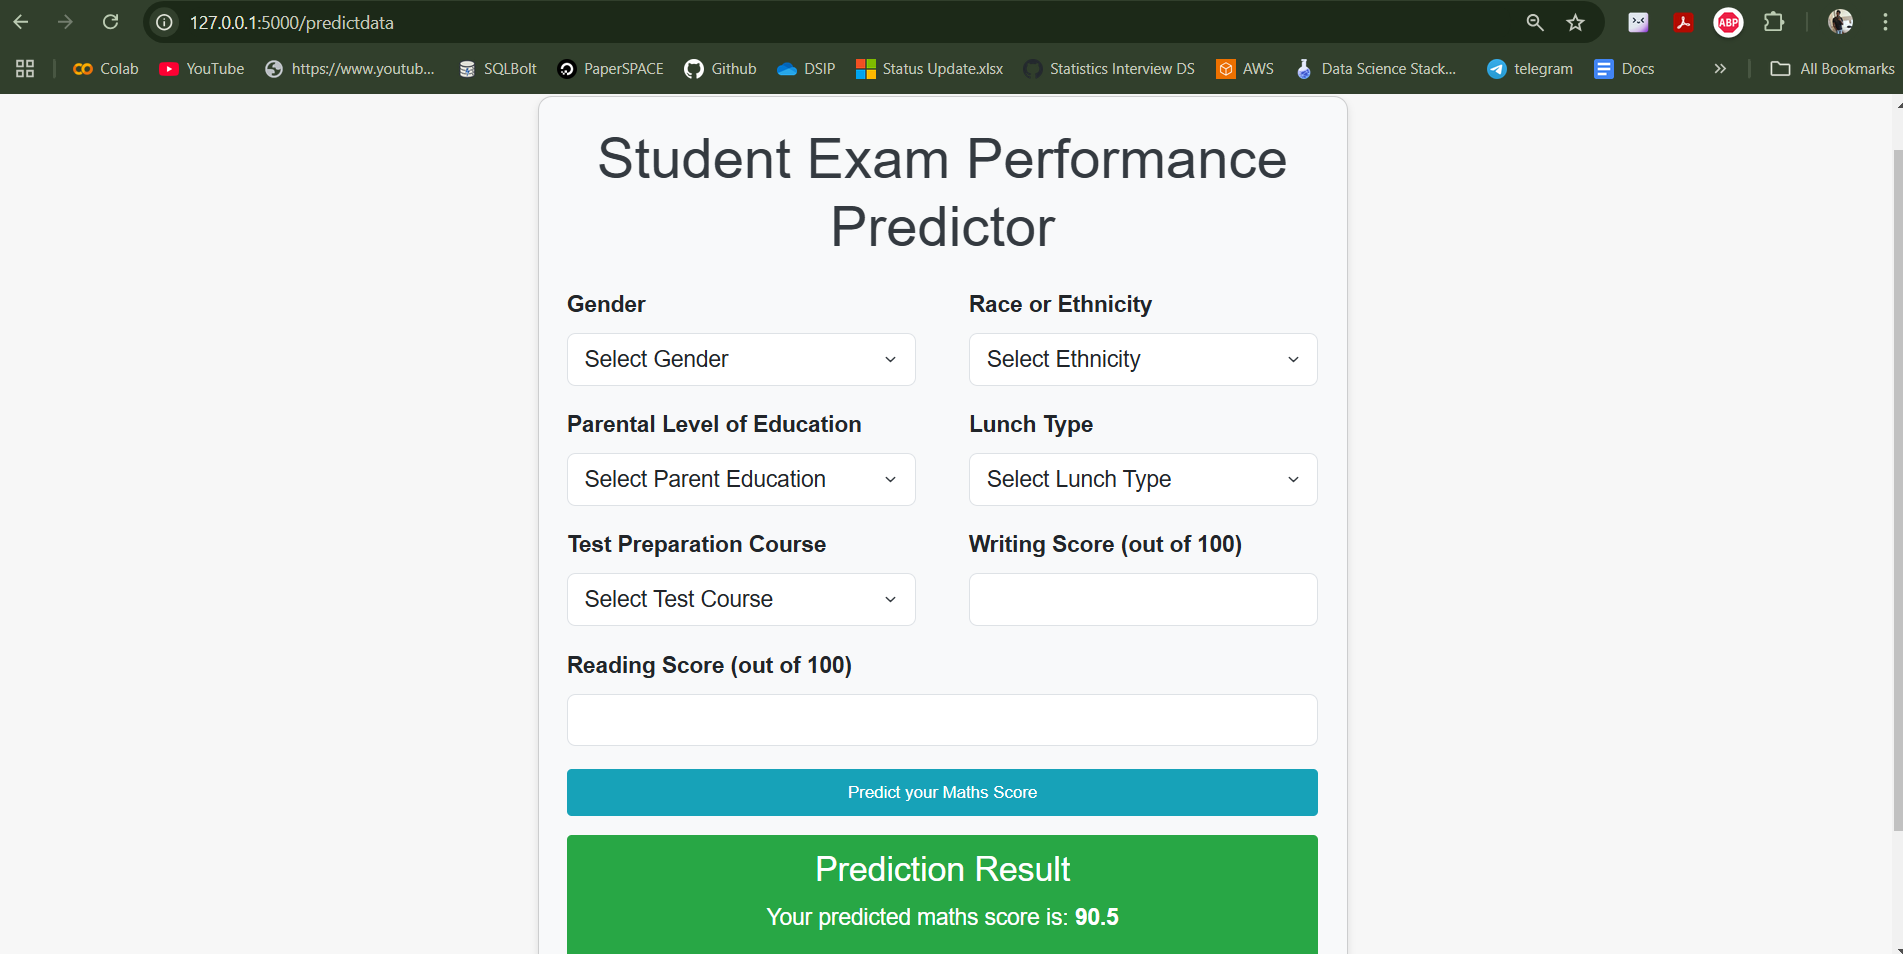 127.0.0.1:5000/predictdata
ABP
Colab
YouTube
https://www.youtub...
SQLBolt
PaperSPACE
Github
DSIP
Status Update.xlsx
Statistics Interview DS
AWS
Data Science Stack...
telegram
Docs
All Bookmarks
Student Exam Performance
Predictor
Gender
Race or Ethnicity
Select Gender
Select Ethnicity
Parental Level of Education
Lunch Type
Select Parent Education
Select Lunch Type
Test Preparation Course
Writing Score (out of 100)
Select Test Course
Reading Score (out of 100)
Predict your Maths Score
Prediction Result
Your predicted maths score is: 90.5